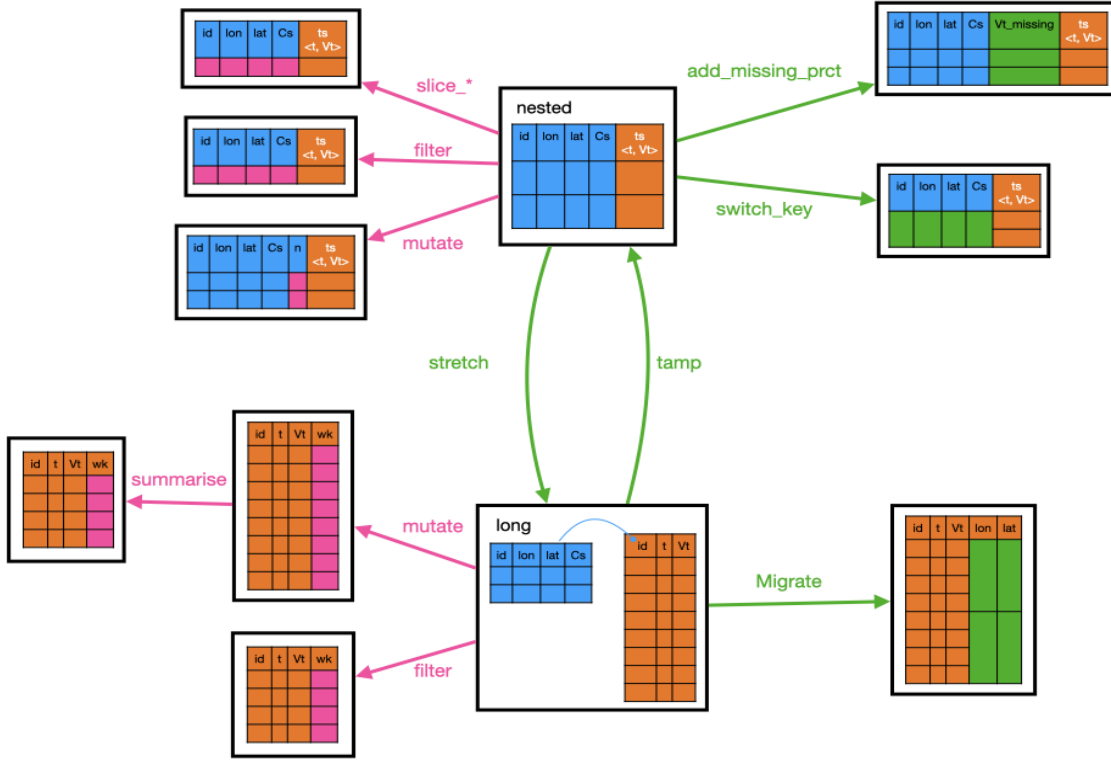 id lon lat Cs ts
<t, Vt>
slice_*
id lon lat Cs ts
<t, Vt>
filter
id lon lat Cs n ts
<t, Vt>
mutate
nested
id lon lat Cs ts
<t, Vt>
add_missing_prct
id lon lat Cs Vt_missing ts
<t, Vt>
switch_key
id lon lat Cs ts
<t, Vt>
stretch
tamp
id t Vt wk
summarise
id t Vt wk
mutate
long
id lon lat Cs
id t Vt
Migrate
id t Vt lon lat
filter
id t Vt wk